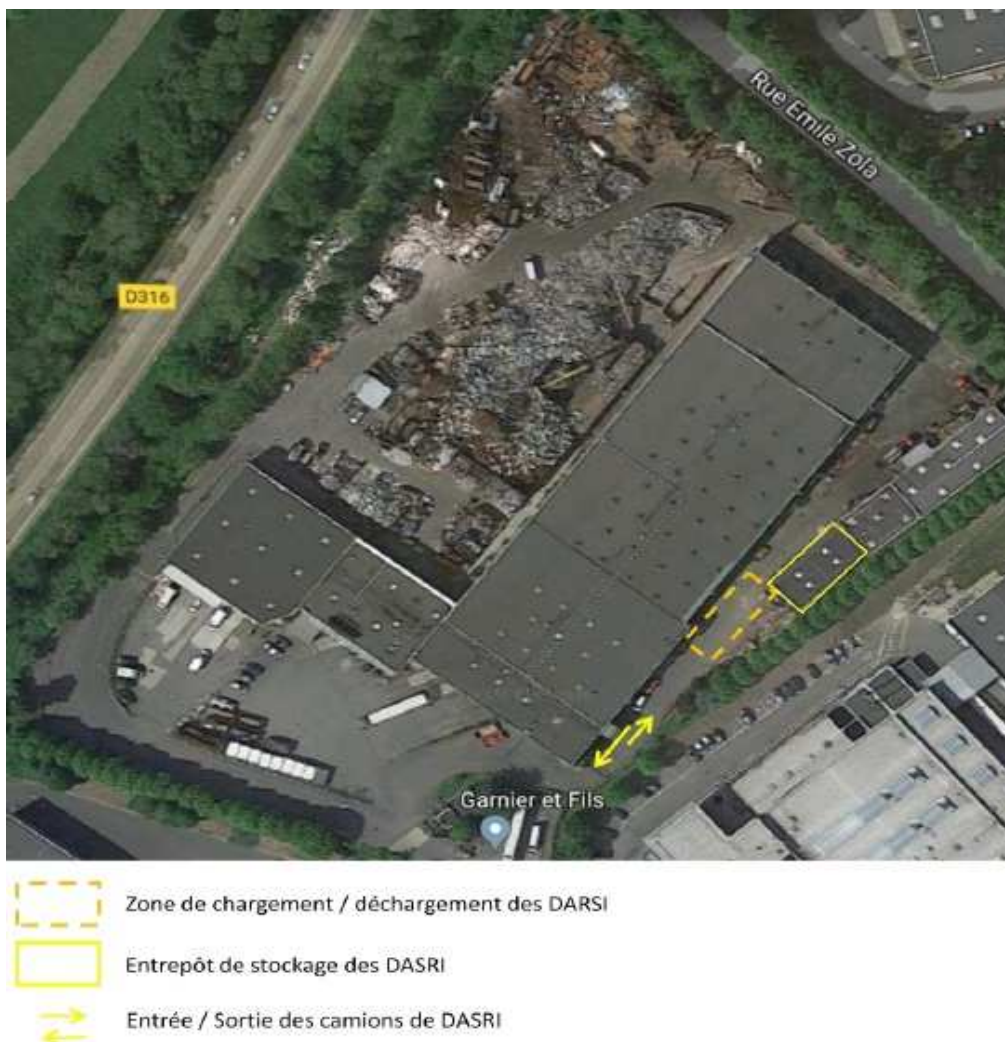 Rue Emile Zola
D316
Garnier et Fils
Zone de chargement / déchargement des DARSI
Entrepôt de stockage des DASRI
Entrée / Sortie des camions de DASRI